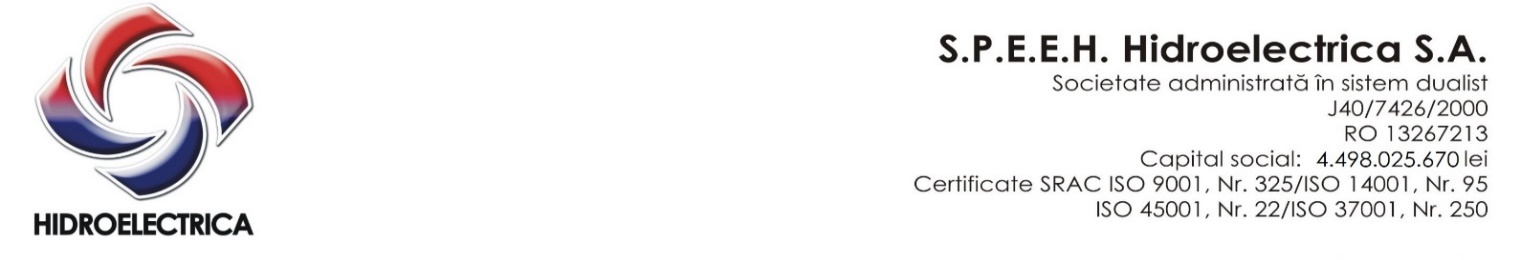 HIDROELECTRICA
S.P.E.E.H. Hidroelectrica S.A.
Societate administrată în sistem dualist
J40/7426/2000
RO 13267213
Capital social: 4.498.025.670 lei
Certificate SRAC ISO 9001, Nr. 325/ISO 14001, Nr. 95
ISO 45001, Nr. 22/ISO 37001, Nr. 250